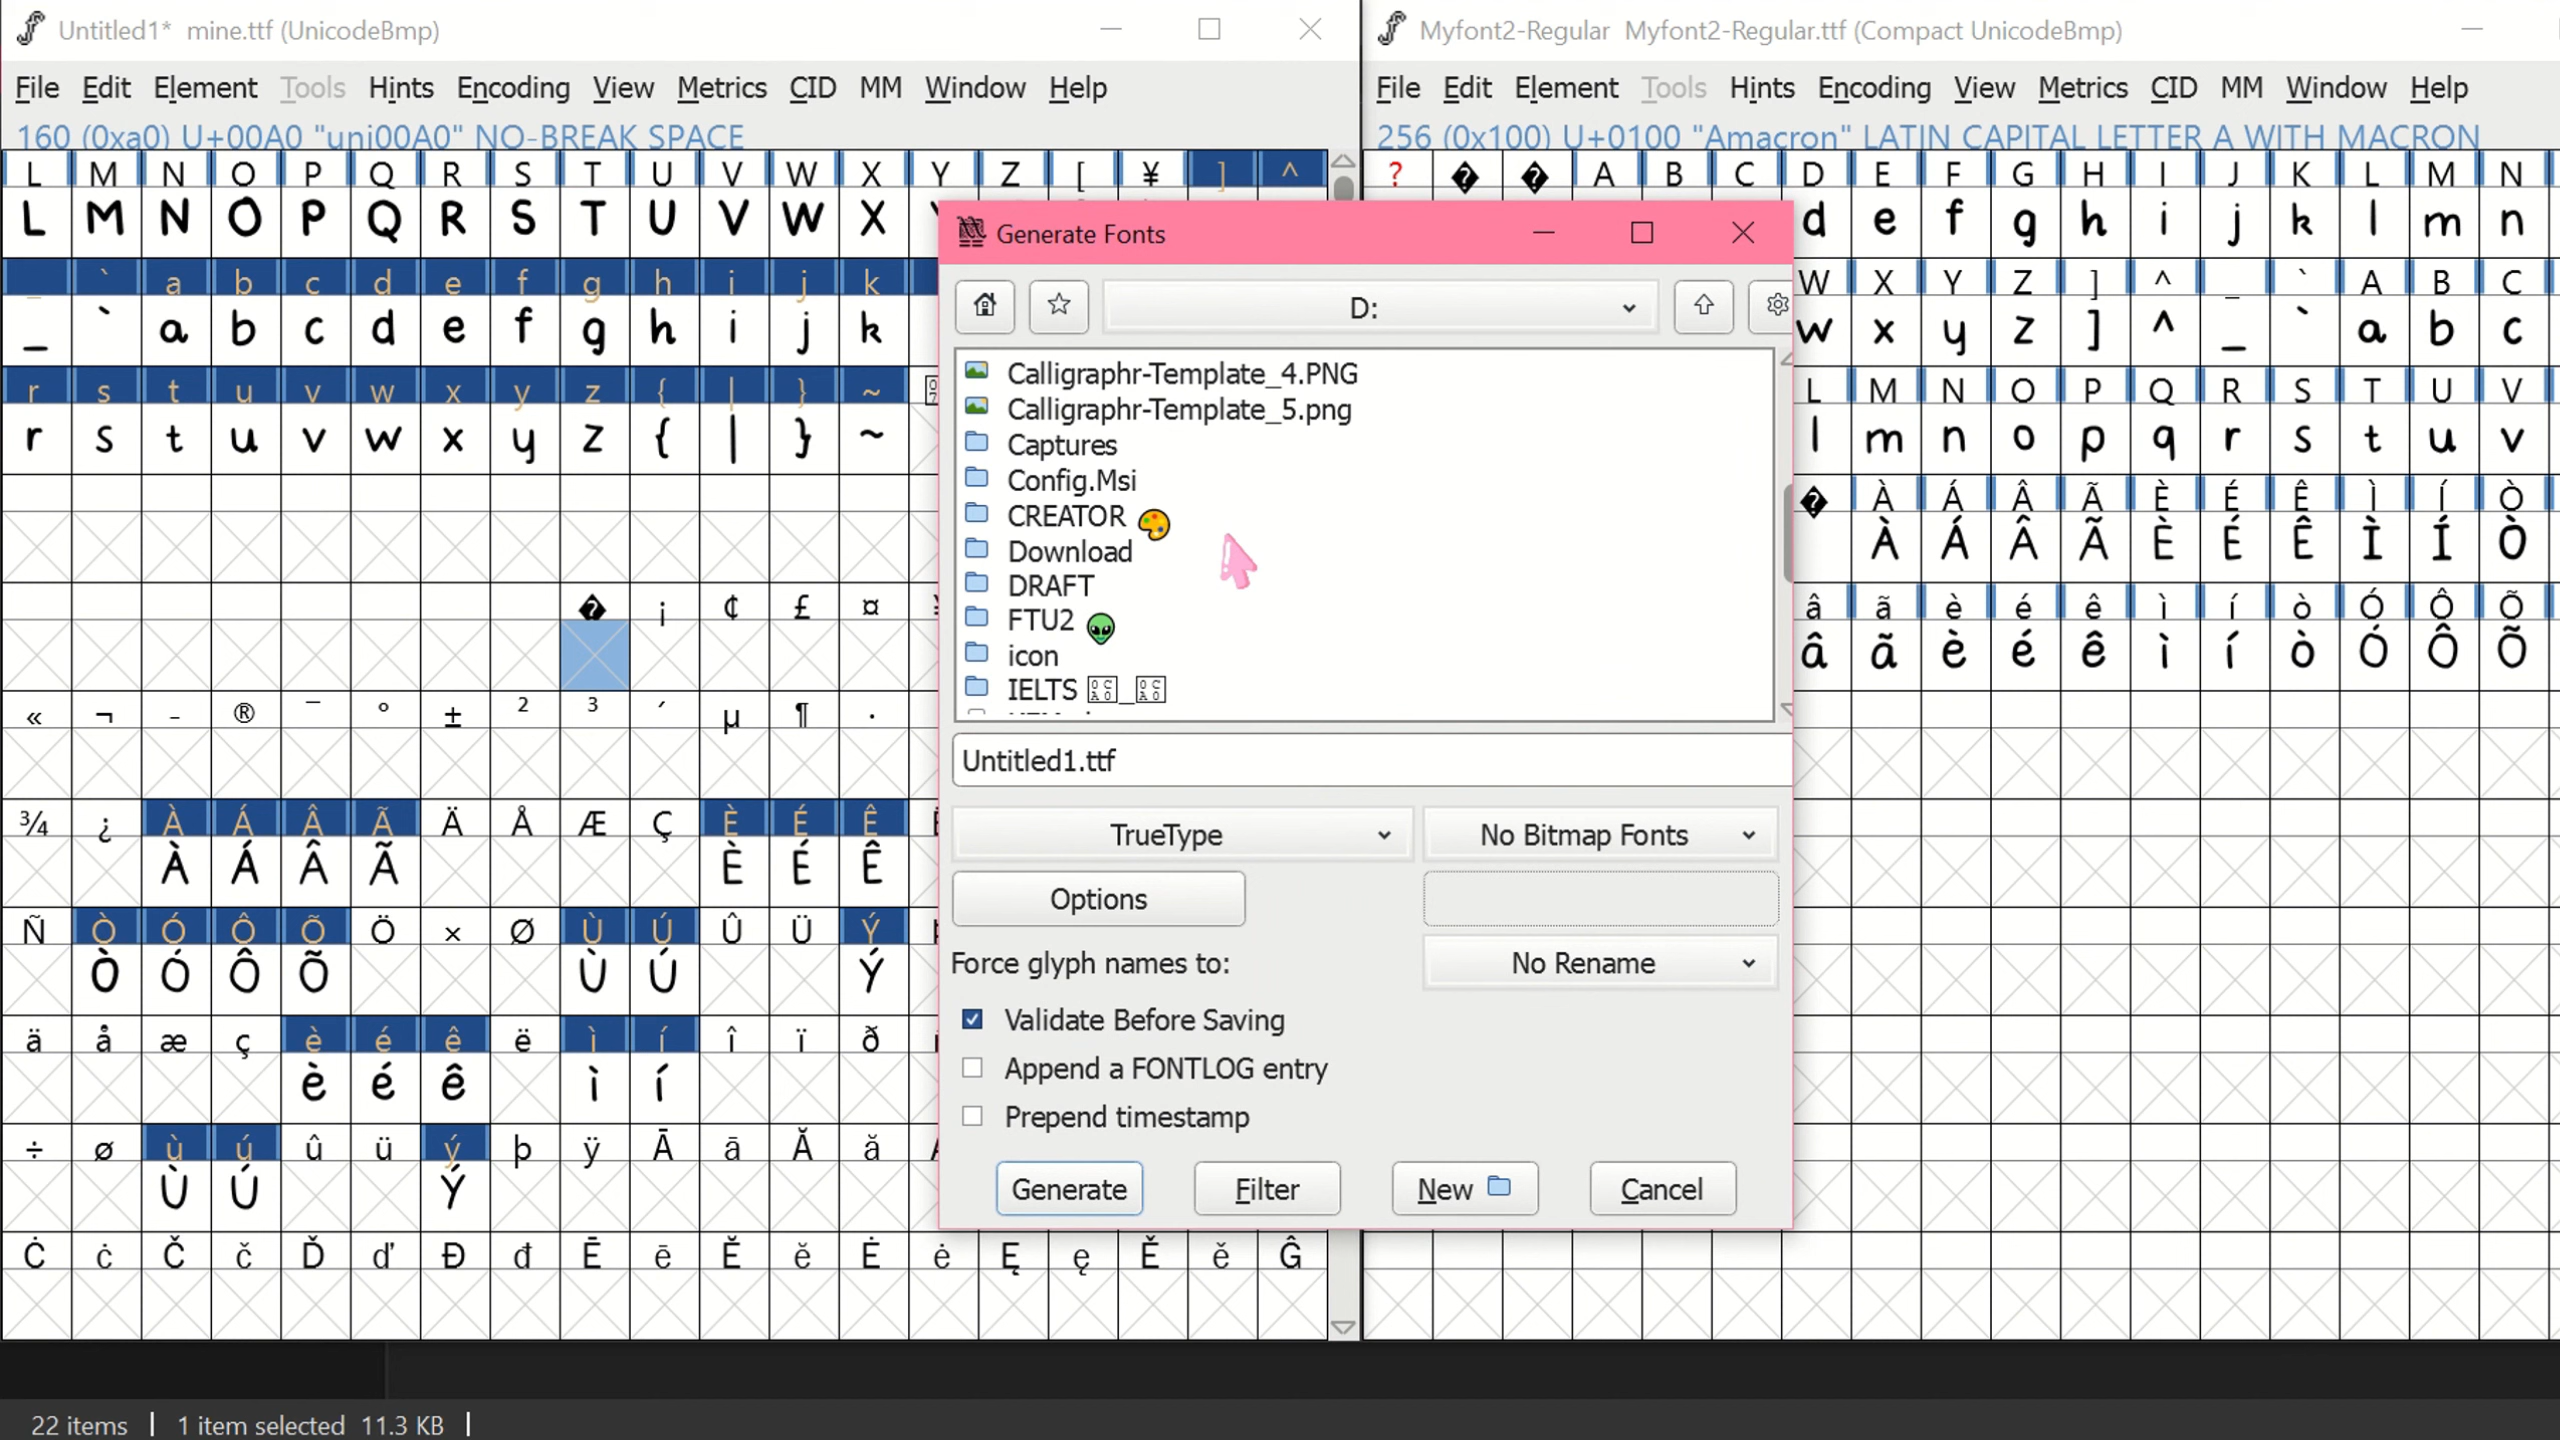 Untitled1*  mine.ttf (UnicodeBmp)
File Edit Element Tools Hints Encoding View Metrics CID MM Window Help
160 (0xa0) U+00A0 "uni00A0" NO-BREAK SPACE
L M N O P Q R S T U V W X Y Z [ ¥ ] ^
L M N O P Q R S T U V W X
_ ` a b c d e f g h i j k
_ ` a b c d e f g h i j k
r s t u v w x y z { | } ~
r s t u v w x y z { | } ~
� ¡ ¢ £ ¤
« ¬ - ® ¯ ° ± ² ³ ´ µ ¶ ·
¾ ¿ À Á Â Ã Ä Å Æ Ç È É Ê
À Á Â Ã È É Ê
Ñ Ò Ó Ô Õ Ö × Ø Ù Ú Û Ü Ý
Ò Ó Ô Õ Ù Ú Ý
ä å æ ç è é ê ë ì í î ï ð
è é ê ì í
÷ ø ù ú û ü ý þ ÿ Ā ā Ă ă
Ù Ú Ý
Ċ ċ Č č Ď ď Đ đ Ē ē Ĕ ĕ Ė ė Ę ę Ě ě Ĝ
Generate Fonts
D:
Calligraphr-Template_4.PNG
Calligraphr-Template_5.png
Captures
Config.Msi
CREATOR 🎨
Download
DRAFT
FTU2 👽
icon
IELTS ಠ_ಠ
Untitled1.ttf
TrueType
No Bitmap Fonts
Options
Force glyph names to:
No Rename
Validate Before Saving
Append a FONTLOG entry
Prepend timestamp
Generate Filter New Cancel
Myfont2-Regular  Myfont2-Regular.ttf (Compact UnicodeBmp)
File Edit Element Tools Hints Encoding View Metrics CID MM Window Help
256 (0x100) U+0100 "Amacron" LATIN CAPITAL LETTER A WITH MACRON
? � � A B C D E F G H I J K L M N
d e f g h i j k l m n
W X Y Z ] ^ _ ` A B C
w x y z ] ^ _ ` a b c
L M N O P Q R S T U V
l m n o p q r s t u v
� À Á Â Ã È É Ê Ì Í Ò
À Á Â Ã È É Ê Ì Í Ò
â ã è é ê ì í ò Ó Ô Õ
â ã è é ê ì í ò Ó Ô Õ
22 items | 1 item selected 11.3 KB |